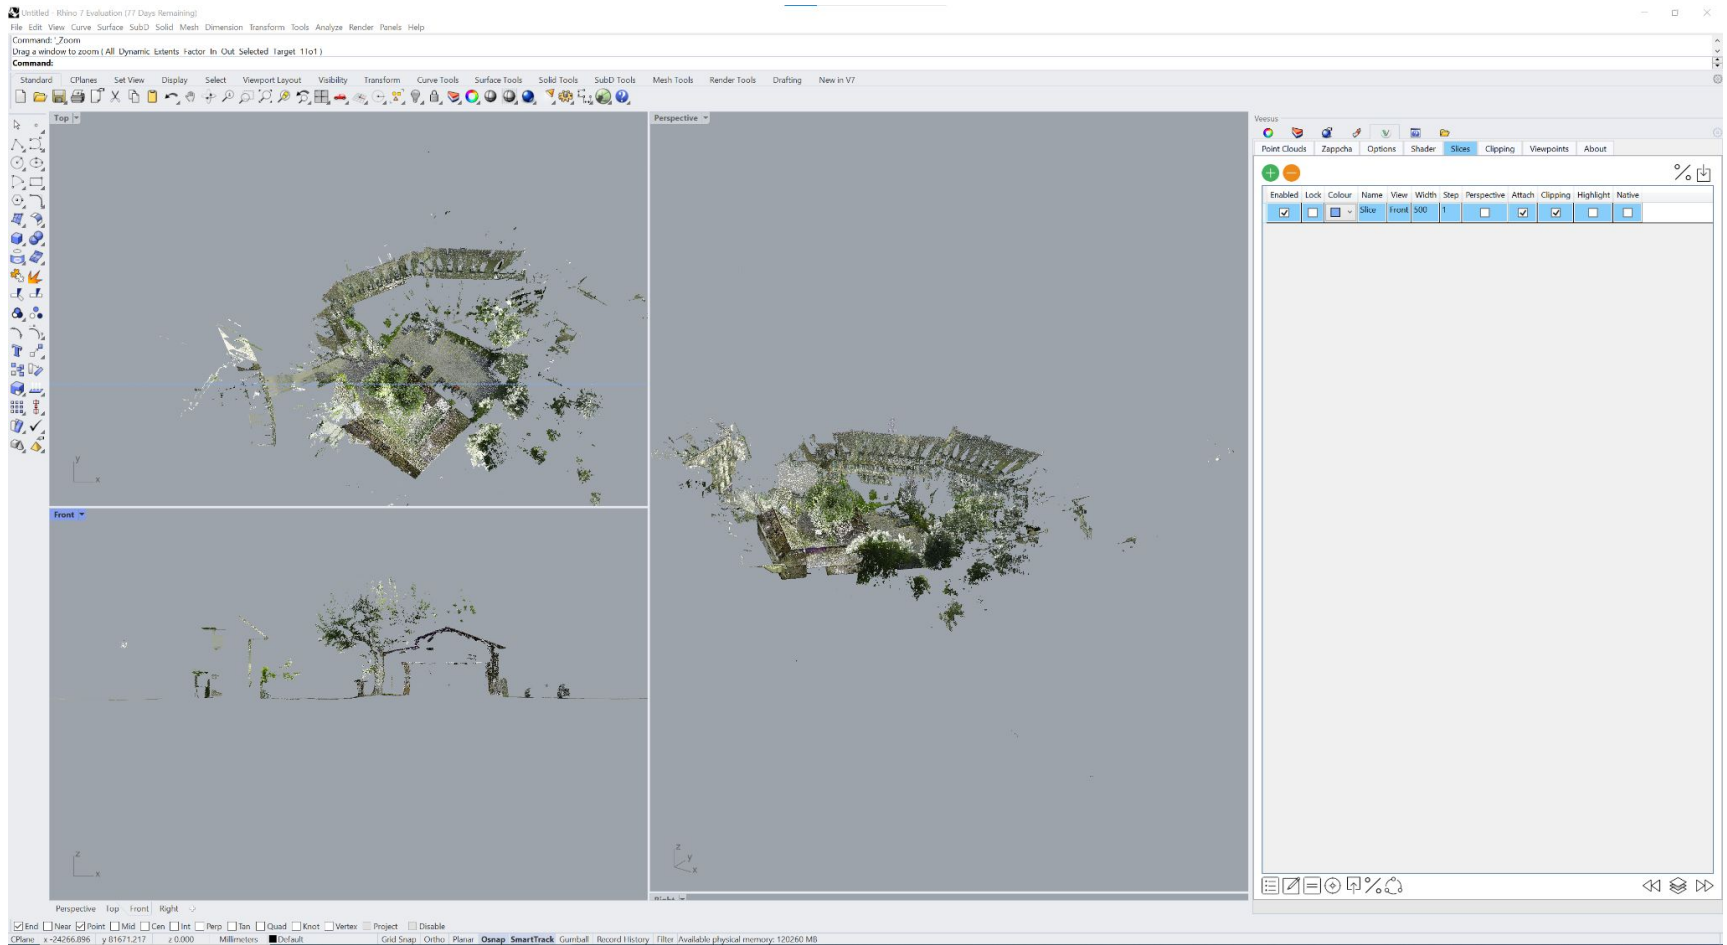 Untitled - Rhino 7 Evaluation (77 Days Remaining)
File Edit View Curve Surface SubD Solid Mesh Dimension Transform Tools Analyze Render Panels Help
Command: '_Zoom
Drag a window to zoom ( All Dynamic Extents Factor In Out Selected Target 1To1 )
Command:
Standard CPlanes Set View Display Select Viewport Layout Visibility Transform Curve Tools Surface Tools Solid Tools SubD Tools Mesh Tools Render Tools Drafting New in V7
Top
Perspective
Veesus
Point Clouds Zappcha Options Shader Slices Clipping Viewpoints About
Enabled Lock Colour Name View Width Step Perspective Attach Clipping Highlight Native
Slice Front 500 1
y
x
Front
z
x
z
y
x
Right
Perspective Top Front Right
End Near Point Mid Cen Int Perp Tan Quad Knot Vertex Project Disable
CPlane x -24266.896 y 81671.217 z 0.000 Millimeters Default Grid Snap Ortho Planar Osnap SmartTrack Gumball Record History Filter Available physical memory: 120260 MB